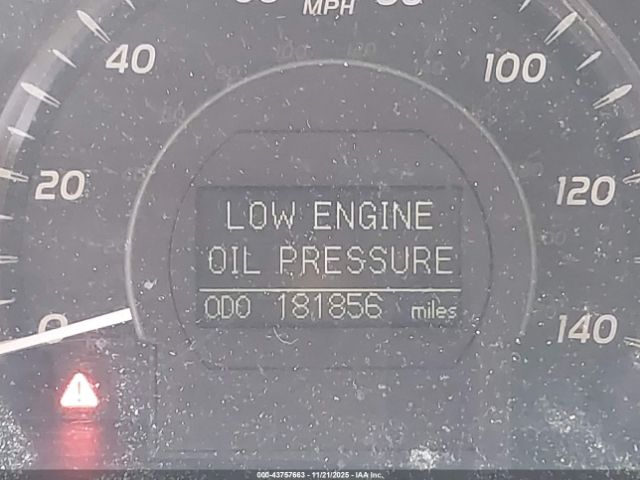 MPH
40
100
20
120
LOW ENGINE
OIL PRESSURE
ODO 181856 miles
0
140
000-43757663 - 11/21/2025 - IAA Inc.